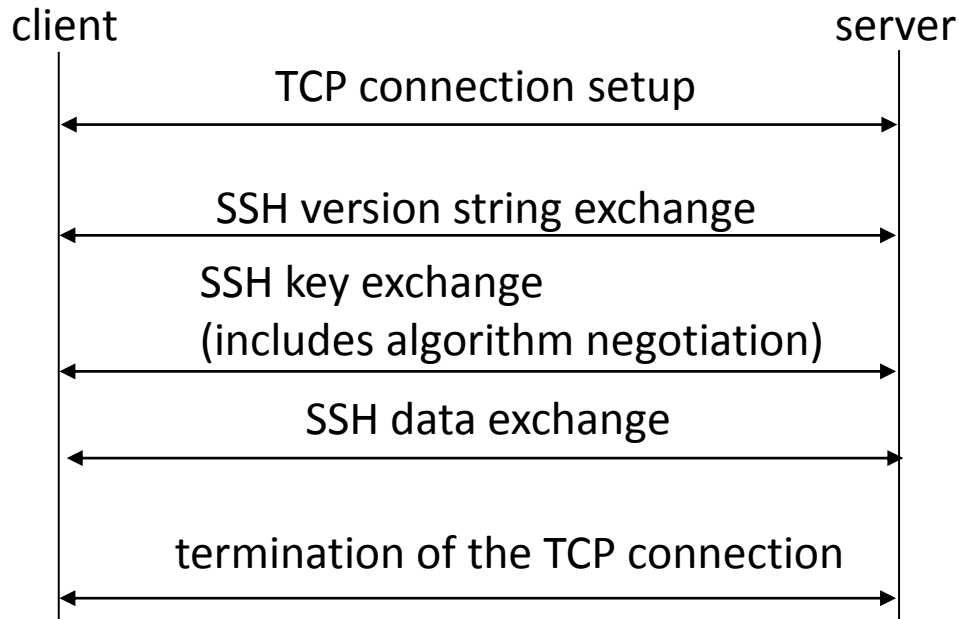 client
server
TCP connection setup
SSH version string exchange
SSH key exchange
(includes algorithm negotiation)
SSH data exchange
termination of the TCP connection